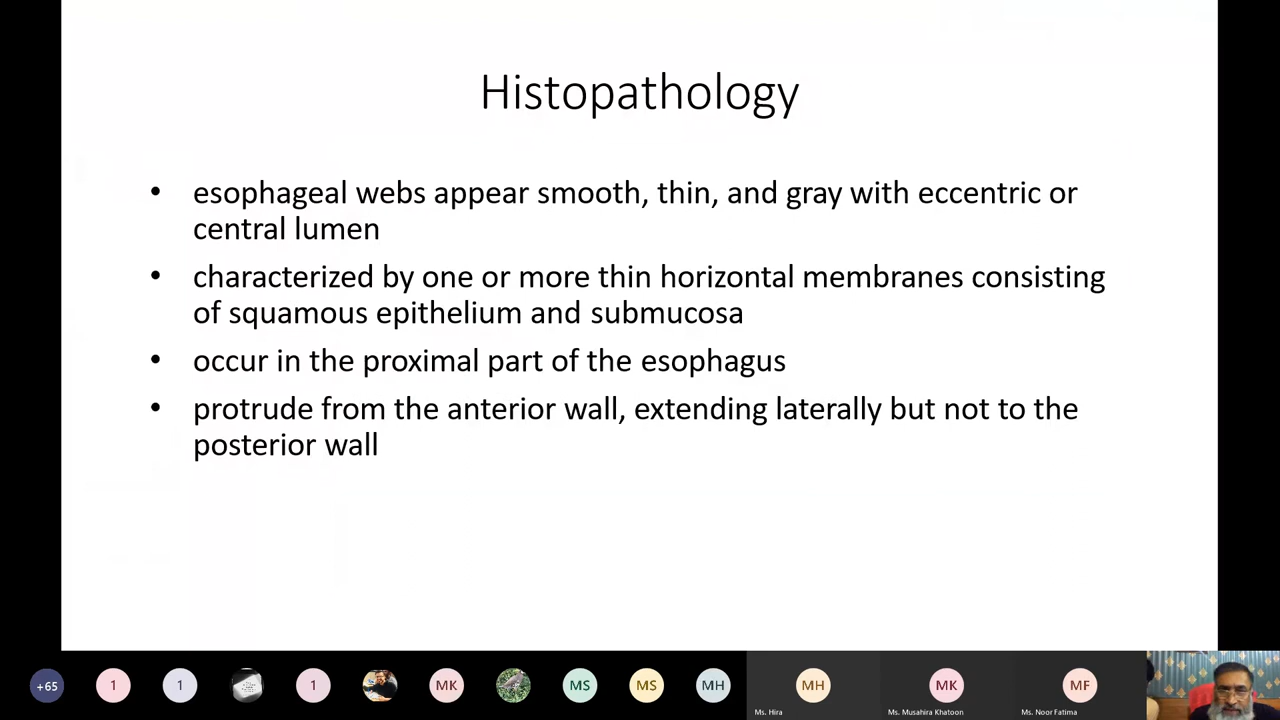 Histopathology
• esophageal webs appear smooth, thin, and gray with eccentric or
central lumen
• characterized by one or more thin horizontal membranes consisting
of squamous epithelium and submucosa
• occur in the proximal part of the esophagus
• protrude from the anterior wall, extending laterally but not to the
posterior wall
+65 1 1 1 MK MS MS MH MH MK MF
Ms. Hira Ms. Musahira Khatoon Ms. Noor Fatima